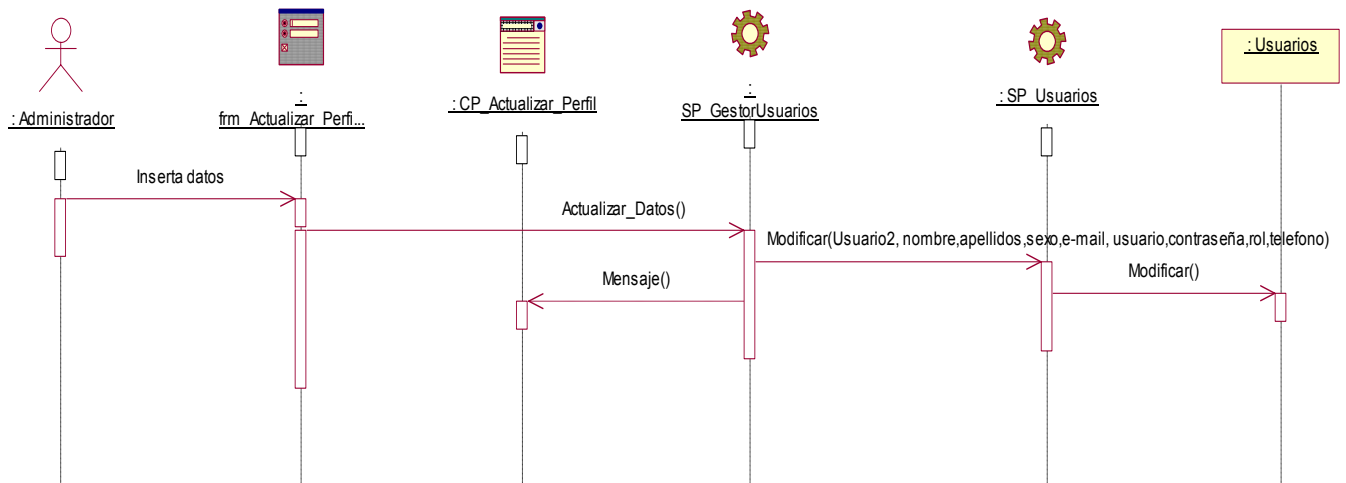 : Administrador
:
frm_Actualizar_Perfi...
: CP_Actualizar_Perfil
:
SP_GestorUsuarios
: SP_Usuarios
: Usuarios
Inserta datos
Actualizar_Datos()
Modificar(Usuario2, nombre,apellidos,sexo,e-mail, usuario,contraseña,rol,telefono)
Mensaje()
Modificar()